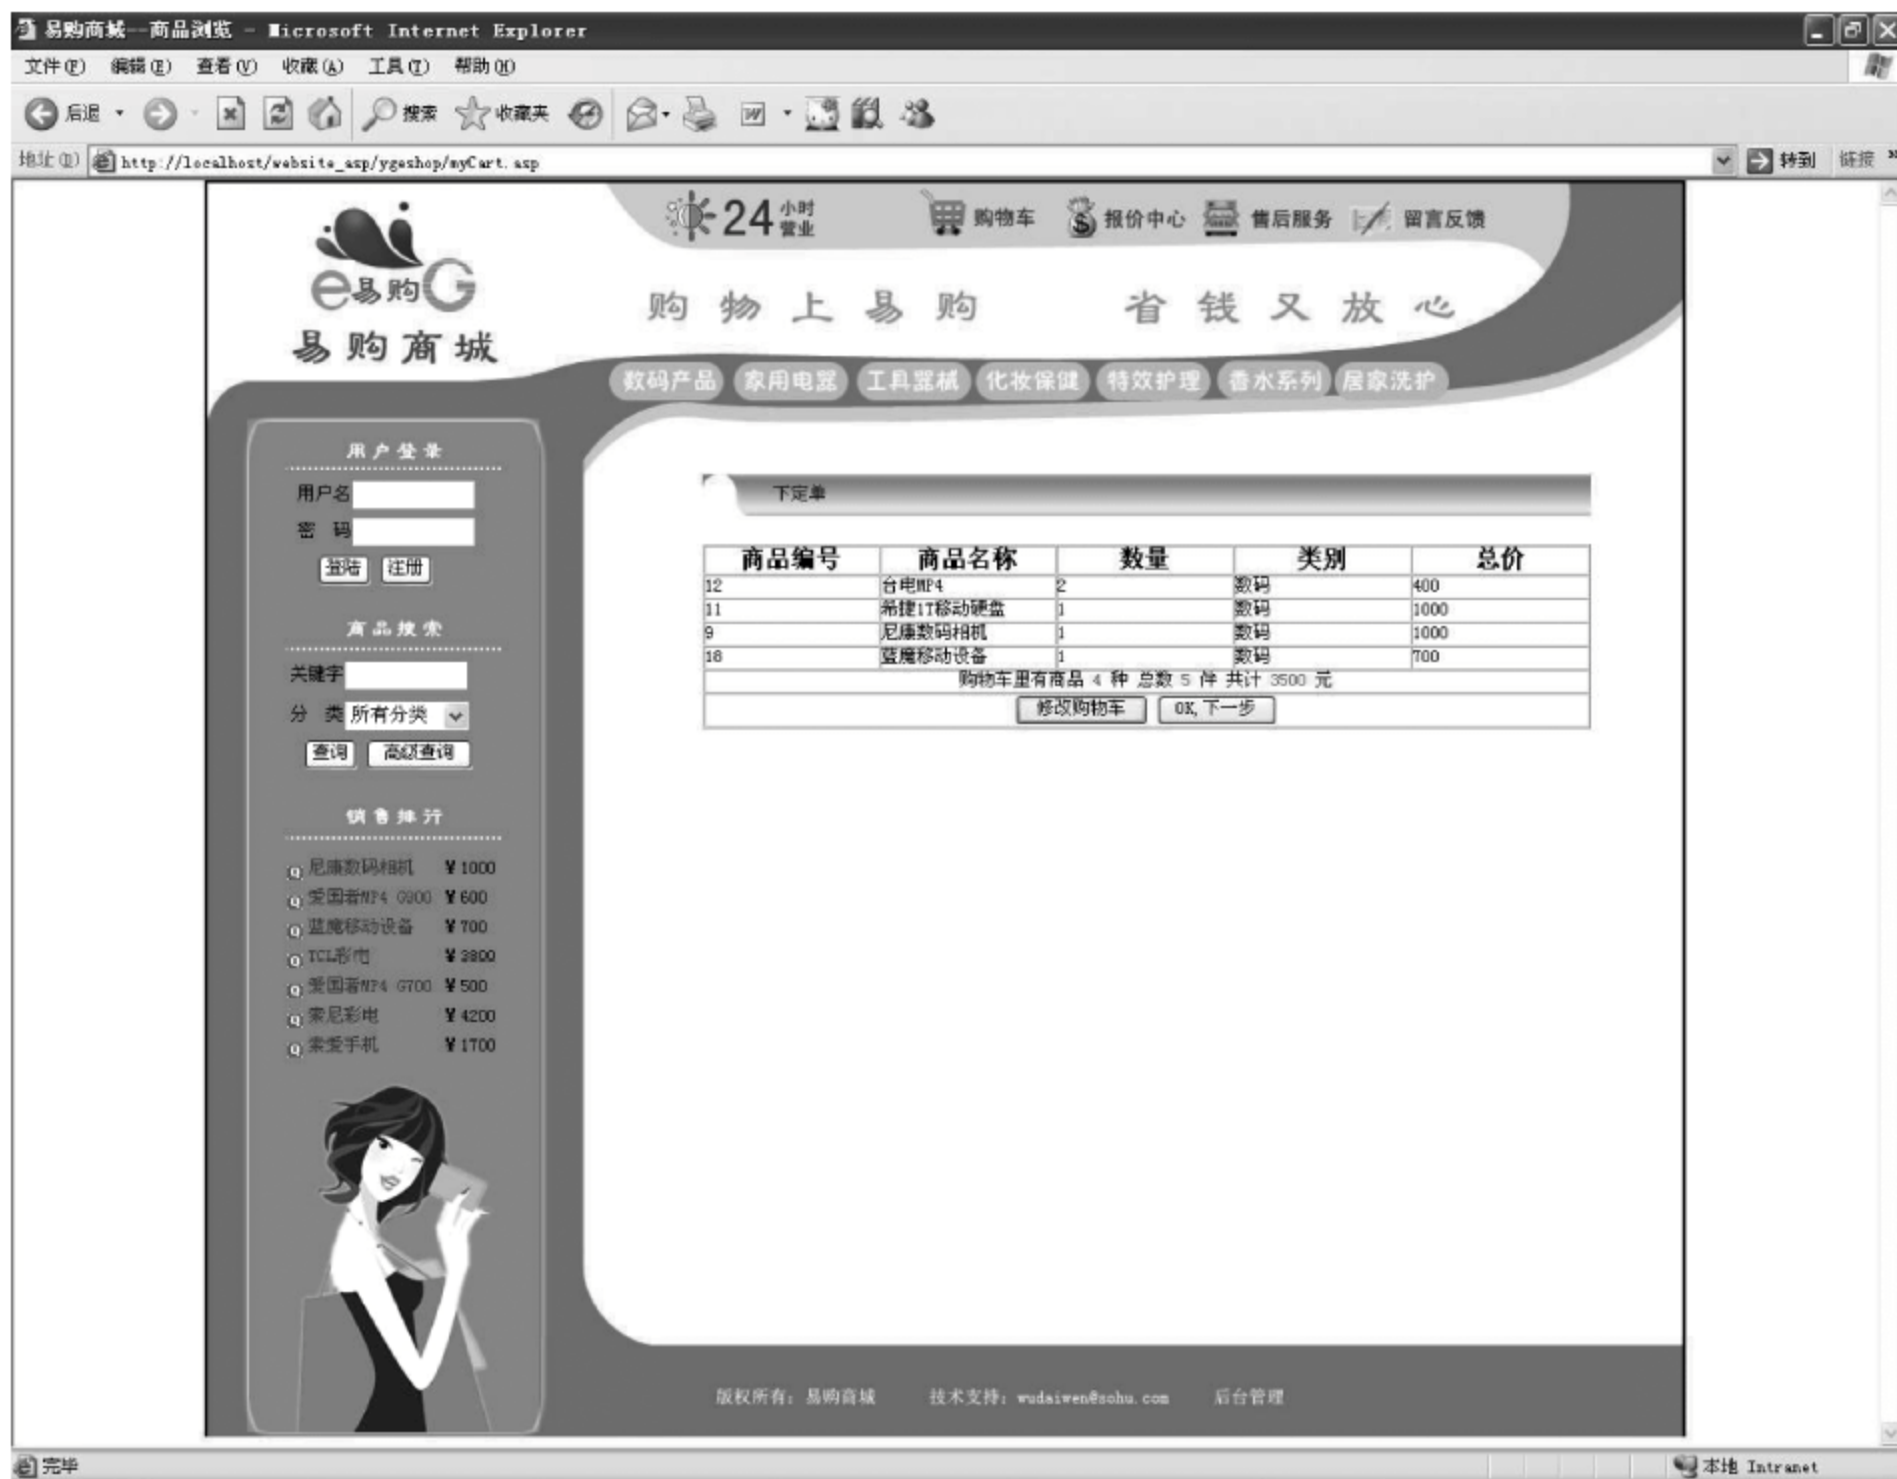 易购商城--商品浏览 - Microsoft Internet Explorer
文件(F) 编辑(E) 查看(V) 收藏(A) 工具(T) 帮助(H)
后退 搜索 收藏夹
地址(D) http://localhost/website_asp/ygeshop/myCart.asp 转到 链接 »
24 小时营业 购物车 报价中心 售后服务 留言反馈
e易购G
易购商城
购物上易购 省钱又放心
数码产品 家用电器 工具器械 化妆保健 特效护理 香水系列 居家洗护
用户登录
用户名
密 码
登陆 注册
商品搜索
关键字
分 类 所有分类
查询 高级查询
销售排行
尼康数码相机 ¥1000
爱国者MP4 G900 ¥600
蓝魔移动设备 ¥700
TCL彩电 ¥3800
爱国者MP4 G700 ¥500
索尼彩电 ¥4200
索爱手机 ¥1700
下定单
商品编号 商品名称 数量 类别 总价
12 台电MP4 2 数码 400
11 希捷1T移动硬盘 1 数码 1000
9 尼康数码相机 1 数码 1000
18 蓝魔移动设备 1 数码 700
购物车里有商品 4 种 总数 5 件 共计 3500 元
修改购物车 OK,下一步
版权所有：易购商城 技术支持：wudaiwen@sohu.com 后台管理
完毕 本地 Intranet